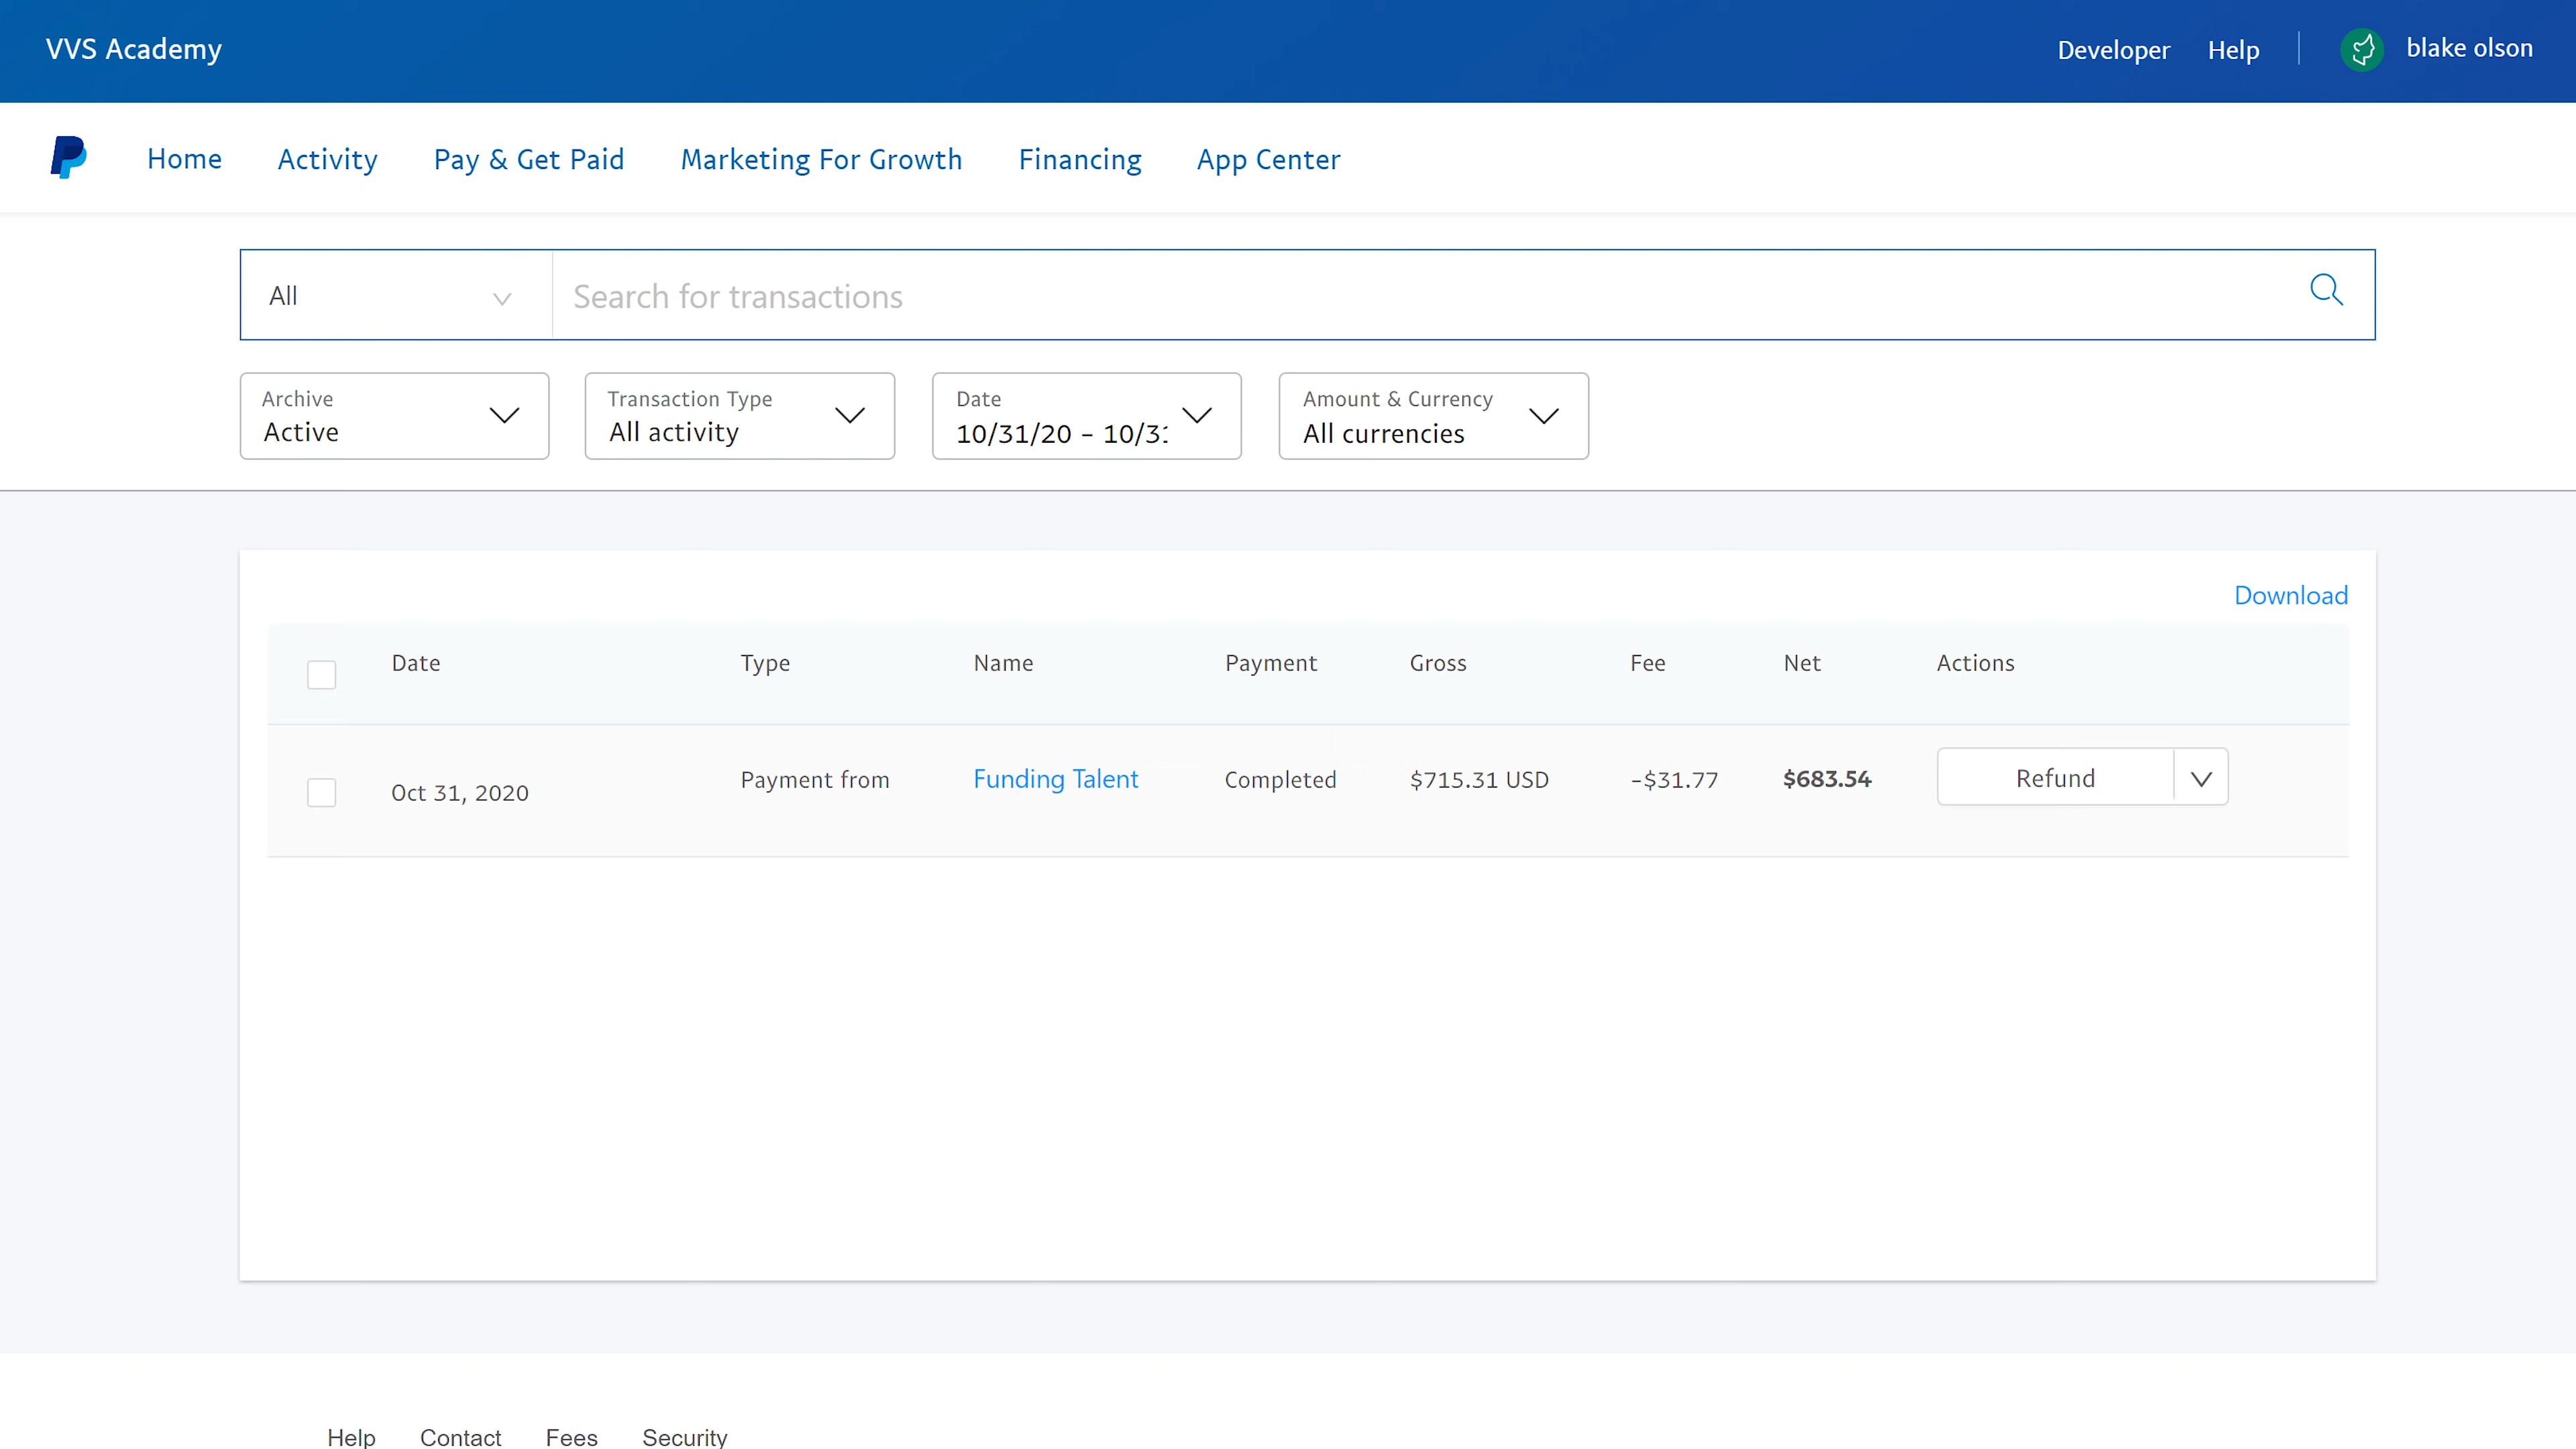 VVS Academy
Developer Help blake olson
Home Activity Pay & Get Paid Marketing For Growth Financing App Center
All Search for transactions
Archive Transaction Type Date Amount & Currency
Active All activity 10/31/20 – 10/31 All currencies
Download
Date Type Name Payment Gross Fee Net Actions
Oct 31, 2020 Payment from Funding Talent Completed $715.31 USD -$31.77 $683.54 Refund
Help Contact Fees Security